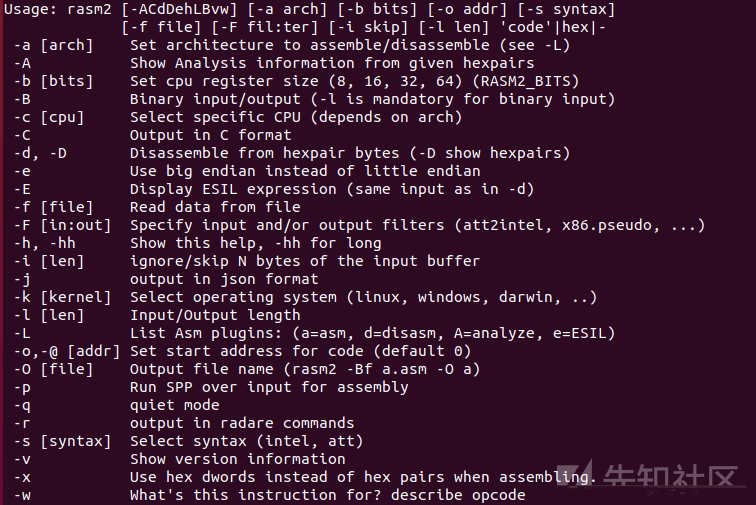 Usage: rasm2 [-ACdDehLBvw] [-a arch] [-b bits] [-o addr] [-s syntax]
             [-f file] [-F fil:ter] [-i skip] [-l len] 'code'|hex|-
 -a [arch]    Set architecture to assemble/disassemble (see -L)
 -A           Show Analysis information from given hexpairs
 -b [bits]    Set cpu register size (8, 16, 32, 64) (RASM2_BITS)
 -B           Binary input/output (-l is mandatory for binary input)
 -c [cpu]     Select specific CPU (depends on arch)
 -C           Output in C format
 -d, -D       Disassemble from hexpair bytes (-D show hexpairs)
 -e           Use big endian instead of little endian
 -E           Display ESIL expression (same input as in -d)
 -f [file]    Read data from file
 -F [in:out]  Specify input and/or output filters (att2intel, x86.pseudo, ...)
 -h, -hh      Show this help, -hh for long
 -i [len]     ignore/skip N bytes of the input buffer
 -j           output in json format
 -k [kernel]  Select operating system (linux, windows, darwin, ..)
 -l [len]     Input/Output length
 -L           List Asm plugins: (a=asm, d=disasm, A=analyze, e=ESIL)
 -o,-@ [addr] Set start address for code (default 0)
 -O [file]    Output file name (rasm2 -Bf a.asm -O a)
 -p           Run SPP over input for assembly
 -q           quiet mode
 -r           output in radare commands
 -s [syntax]  Select syntax (intel, att)
 -v           Show version information
 -x           Use hex dwords instead of hex pairs when assembling.
 -w           What's this instruction for? describe opcode
先知社区